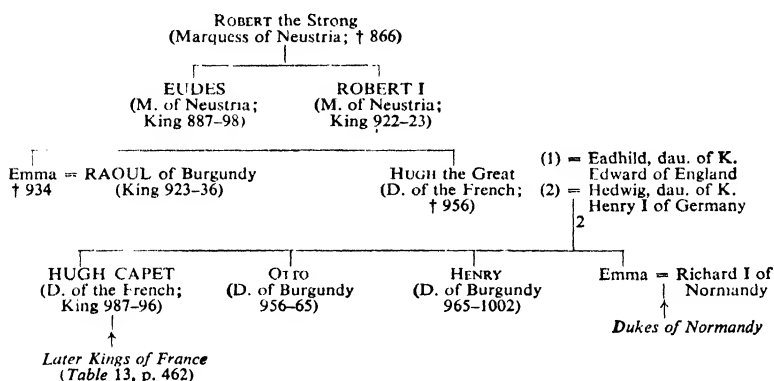 ROBERT the Strong
(Marquess of Neustria; † 866)
EUDES
(M. of Neustria;
King 887-98)
ROBERT I
(M. of Neustria;
King 922-23)
Emma = RAOUL of Burgundy
† 934
(King 923-36)
HUGH the Great
(D. of the French;
† 956)
(1) = Eadhild, dau. of K.
Edward of England
(2) = Hedwig, dau. of K.
Henry I of Germany
2
HUGH CAPET
(D. of the French;
King 987-96)
OTTO
(D. of Burgundy
956-65)
HENRY
(D. of Burgundy
965-1002)
Emma = Richard I of
Normandy
Dukes of Normandy
Later Kings of France
(Table 13, p. 462)